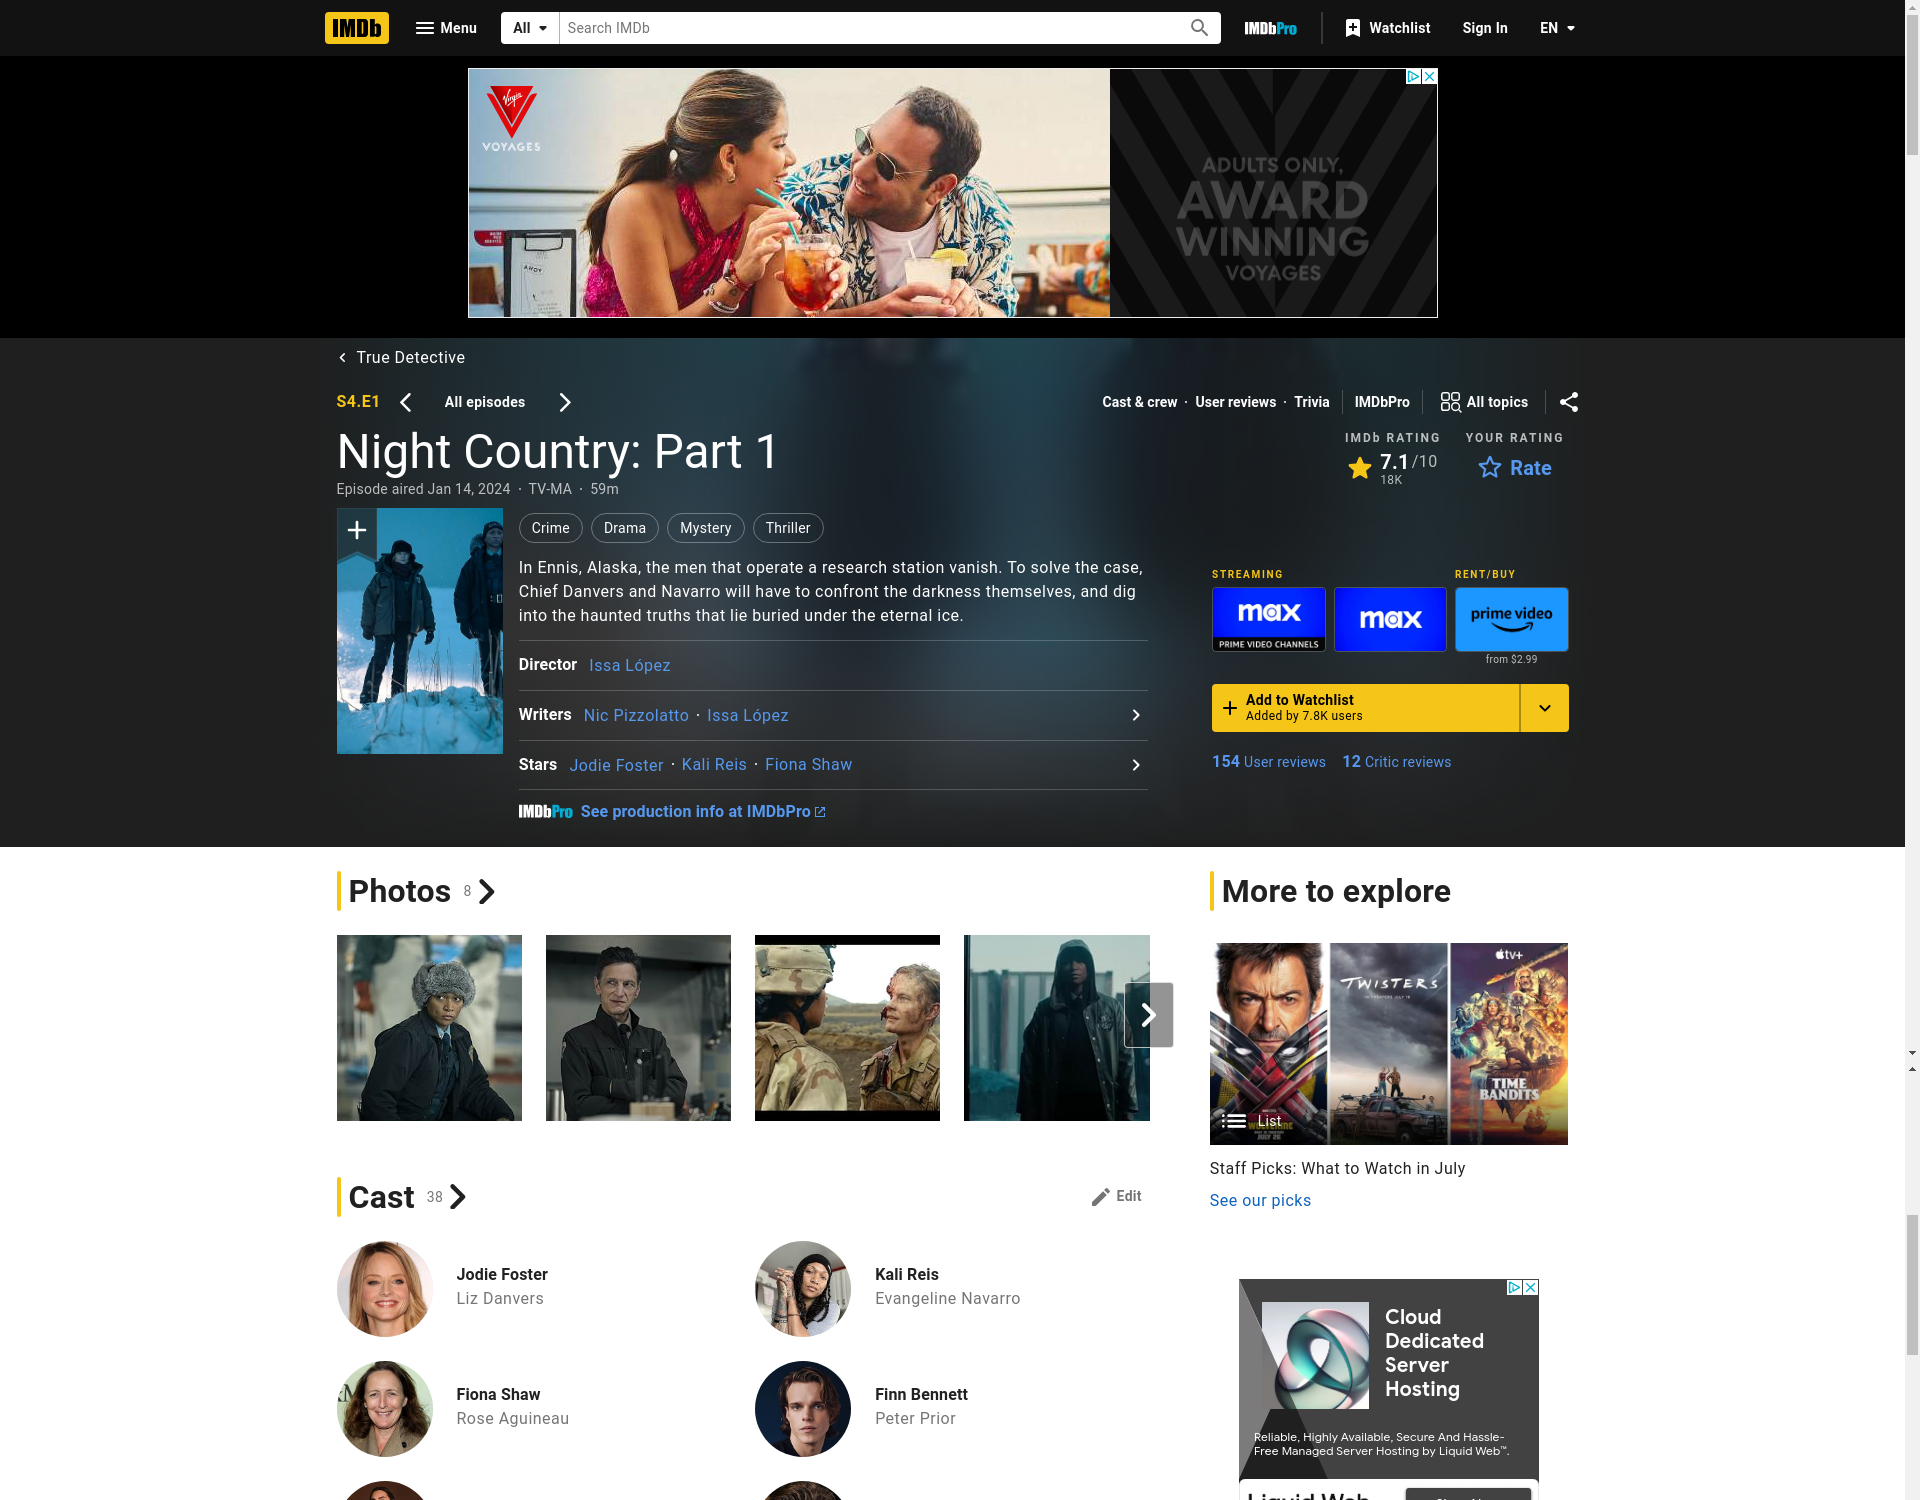 IMDb
Menu
All
Search IMDb
IMDbPro
Watchlist
Sign In
EN
Virgin
VOYAGES
AHOY
ADULTS ONLY,
AWARD
WINNING
VOYAGES
True Detective
S4.E1
All episodes
Cast & crew · User reviews · Trivia
IMDbPro
All topics
Night Country: Part 1
Episode aired Jan 14, 2024 · TV-MA · 59m
IMDb RATING
7.1/10
18K
YOUR RATING
Rate
Crime
Drama
Mystery
Thriller
In Ennis, Alaska, the men that operate a research station vanish. To solve the case,
Chief Danvers and Navarro will have to confront the darkness themselves, and dig
into the haunted truths that lie buried under the eternal ice.
Director Issa López
Writers Nic Pizzolatto · Issa López
Stars Jodie Foster · Kali Reis · Fiona Shaw
IMDbPro See production info at IMDbPro
STREAMING
max
PRIME VIDEO CHANNELS
max
RENT/BUY
prime video
from $2.99
Add to Watchlist
Added by 7.8K users
154 User reviews 12 Critic reviews
Photos 8
More to explore
TWISTERS
tv+
TIME
BANDITS
WOLVERINE
JULY 26
List
Staff Picks: What to Watch in July
See our picks
Cast 38
Edit
Jodie Foster
Liz Danvers
Kali Reis
Evangeline Navarro
Fiona Shaw
Rose Aguineau
Finn Bennett
Peter Prior
Cloud
Dedicated
Server
Hosting
Reliable, Highly Available, Secure And Hassle-
Free Managed Server Hosting by Liquid Web™.
Liquid Web